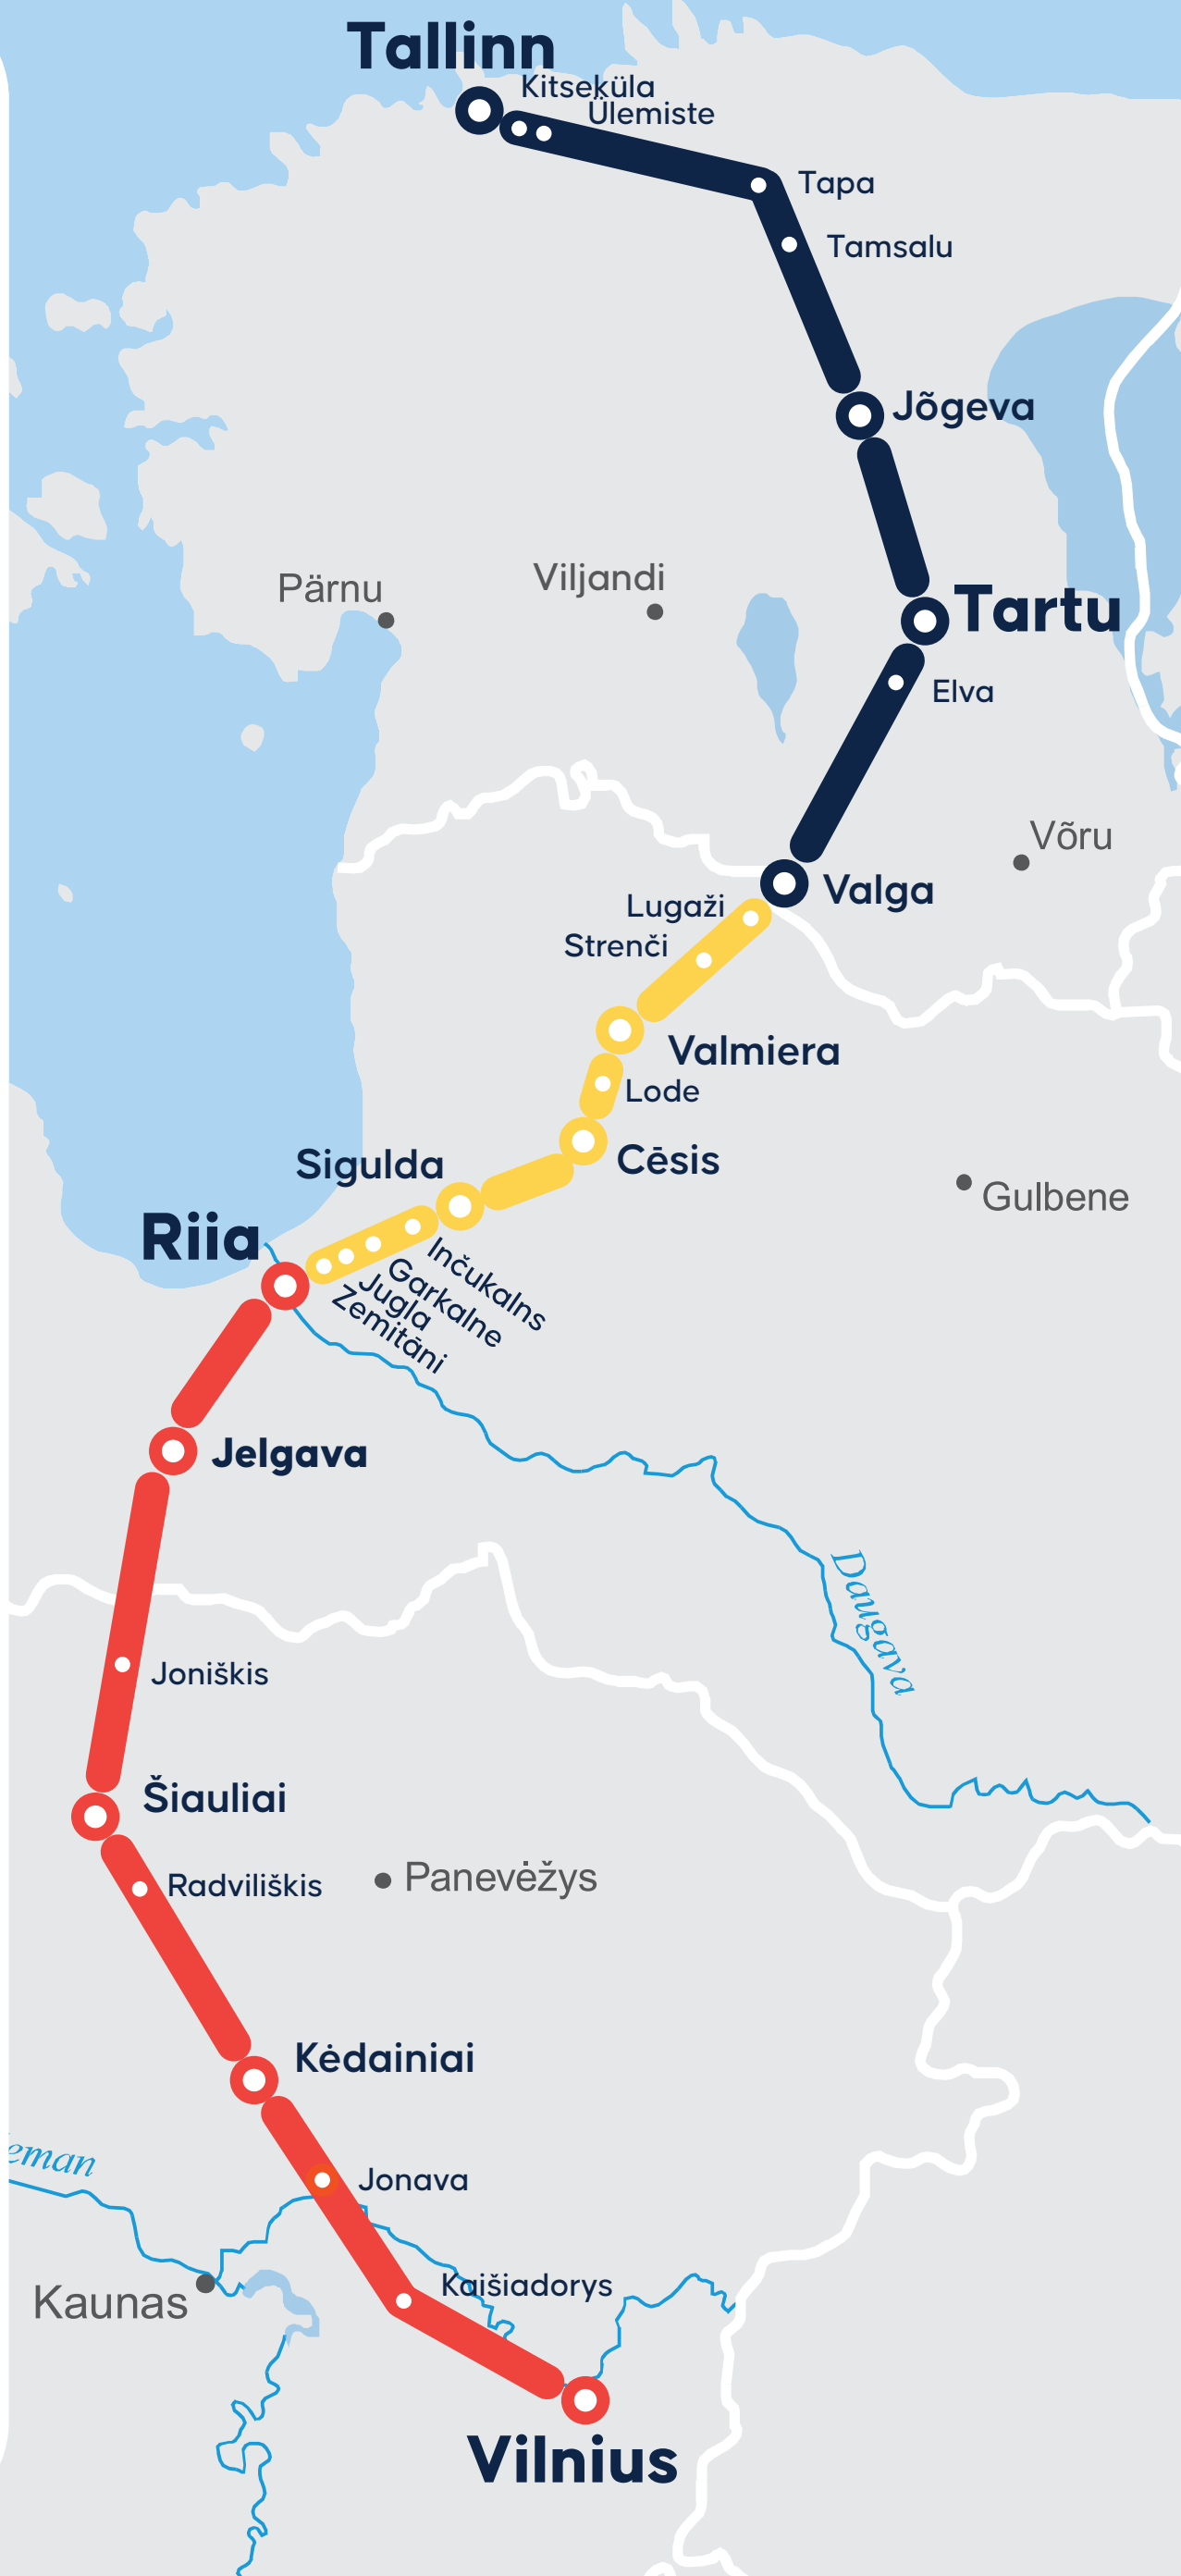 Tallinn
Kitseküla
Ülemiste
Tapa
Tamsalu
Jõgeva
Pärnu
Viljandi
Tartu
Elva
Võru
Valga
Lugaži
Strenči
Valmiera
Lode
Cēsis
Sigulda
Gulbene
Riia
Inčukalns
Garkalne
Jugla
Zemitāni
Jelgava
Daugava
Joniškis
Šiauliai
Radviliškis
Panevėžys
Kėdainiai
eman
Jonava
Kaunas
Kaišiadorys
Vilnius